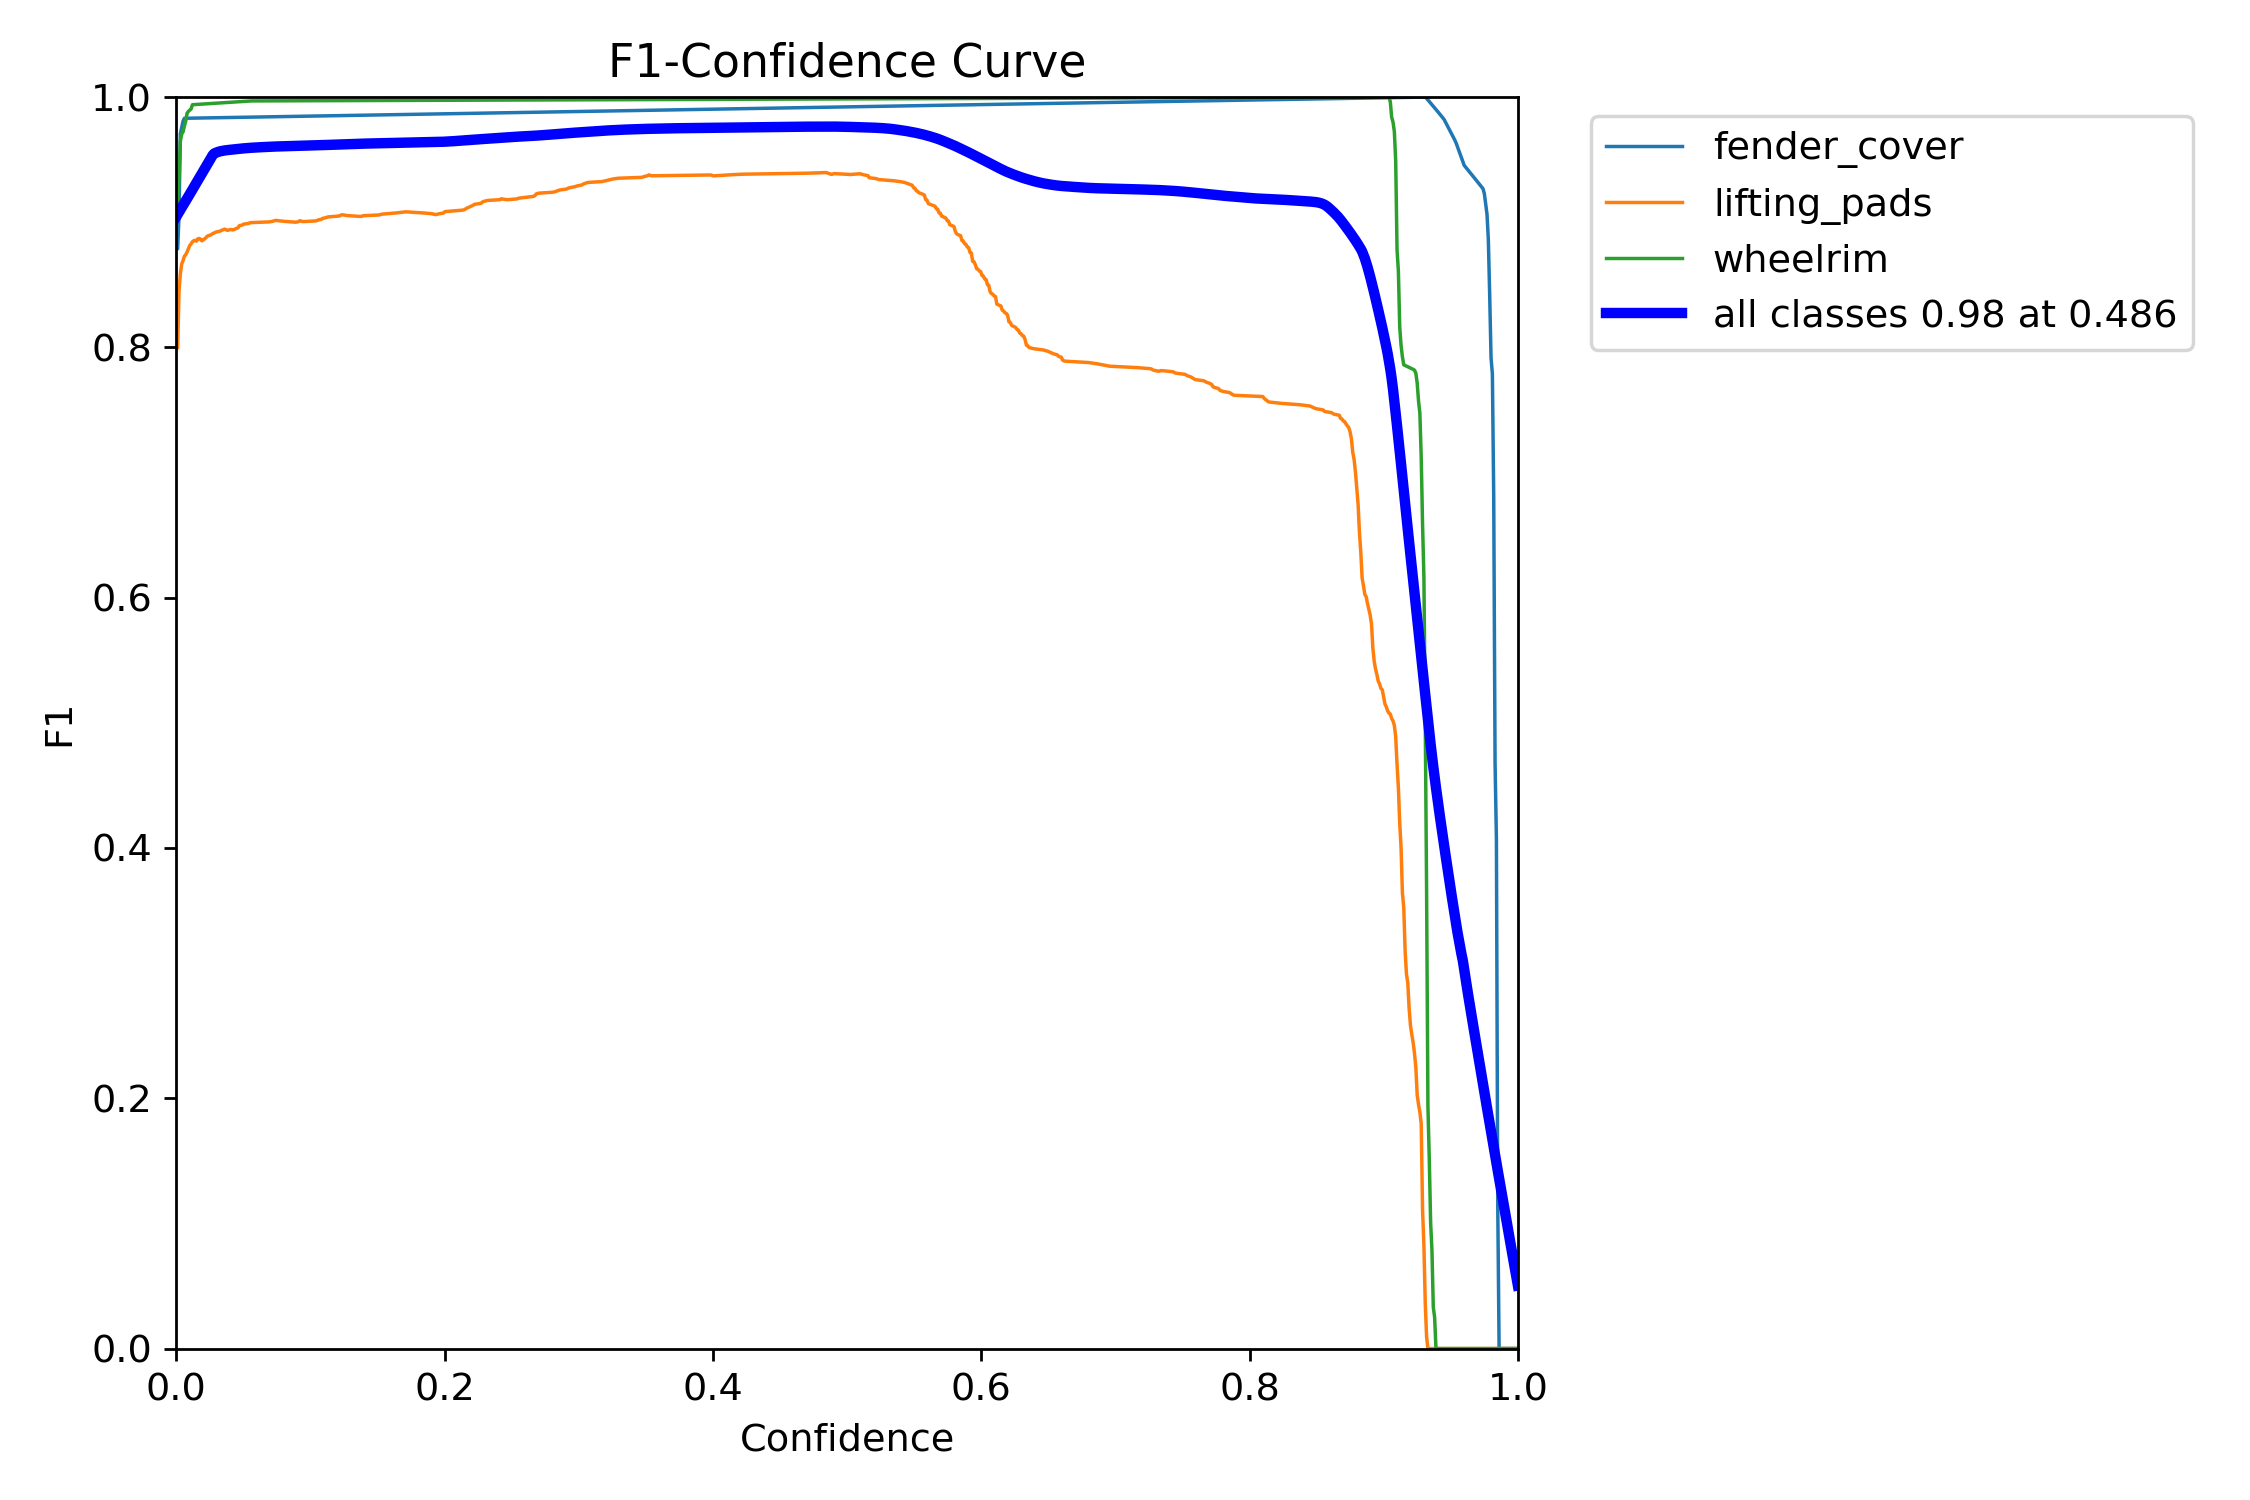 F1-Confidence Curve
1.0
0.8
0.6
0.4
0.2
0.0
F1
0.0 0.2 0.4 0.6 0.8 1.0
Confidence
fender_cover
lifting_pads
wheelrim
all classes 0.98 at 0.486